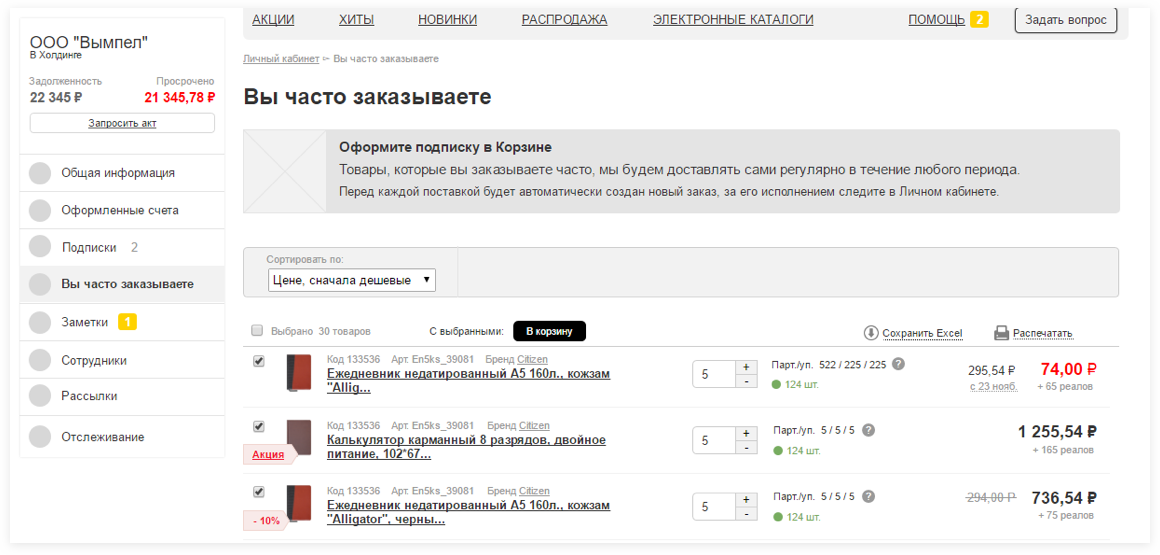 АКЦИИ ХИТЫ НОВИНКИ РАСПРОДАЖА ЭЛЕКТРОННЫЕ КАТАЛОГИ ПОМОЩЬ 2 Задать вопрос
ООО "Вымпел"
В Холдинге
Задолженность Просрочено
22 345 ₽ 21 345,78 ₽
Запросить акт
Общая информация
Оформленные счета
Подписки 2
Вы часто заказываете
Заметки 1
Сотрудники
Рассылки
Отслеживание
Личный кабинет ▻ Вы часто заказываете
Вы часто заказываете
Оформите подписку в Корзине
Товары, которые вы заказываете часто, мы будем доставлять сами регулярно в течение любого периода.
Перед каждой поставкой будет автоматически создан новый заказ, за его исполнением следите в Личном кабинете.
Сортировать по:
Цене, сначала дешевые ▼
Выбрано 30 товаров С выбранными: В корзину Сохранить Excel Распечатать
Код 133536 Арт. En5ks_39081 Бренд Citizen
Ежедневник недатированный А5 160л., кожзам
"Allig...
5 + -
Парт./уп. 522 / 225 / 225 ?
124 шт.
295,54 ₽ 74,00 ₽
с 23 нояб. + 65 реалов
Код 133536 Арт. En5ks_39081 Бренд Citizen
Калькулятор карманный 8 разрядов, двойное
питание, 102*67...
Акция
5 + -
Парт./уп. 5 / 5 / 5 ?
124 шт.
1 255,54 ₽
+ 165 реалов
Код 133536 Арт. En5ks_39081 Бренд Citizen
Ежедневник недатированный А5 160л., кожзам
"Alligator", черны...
- 10%
5 + -
Парт./уп. 5 / 5 / 5 ?
124 шт.
294,00 ₽ 736,54 ₽
+ 75 реалов